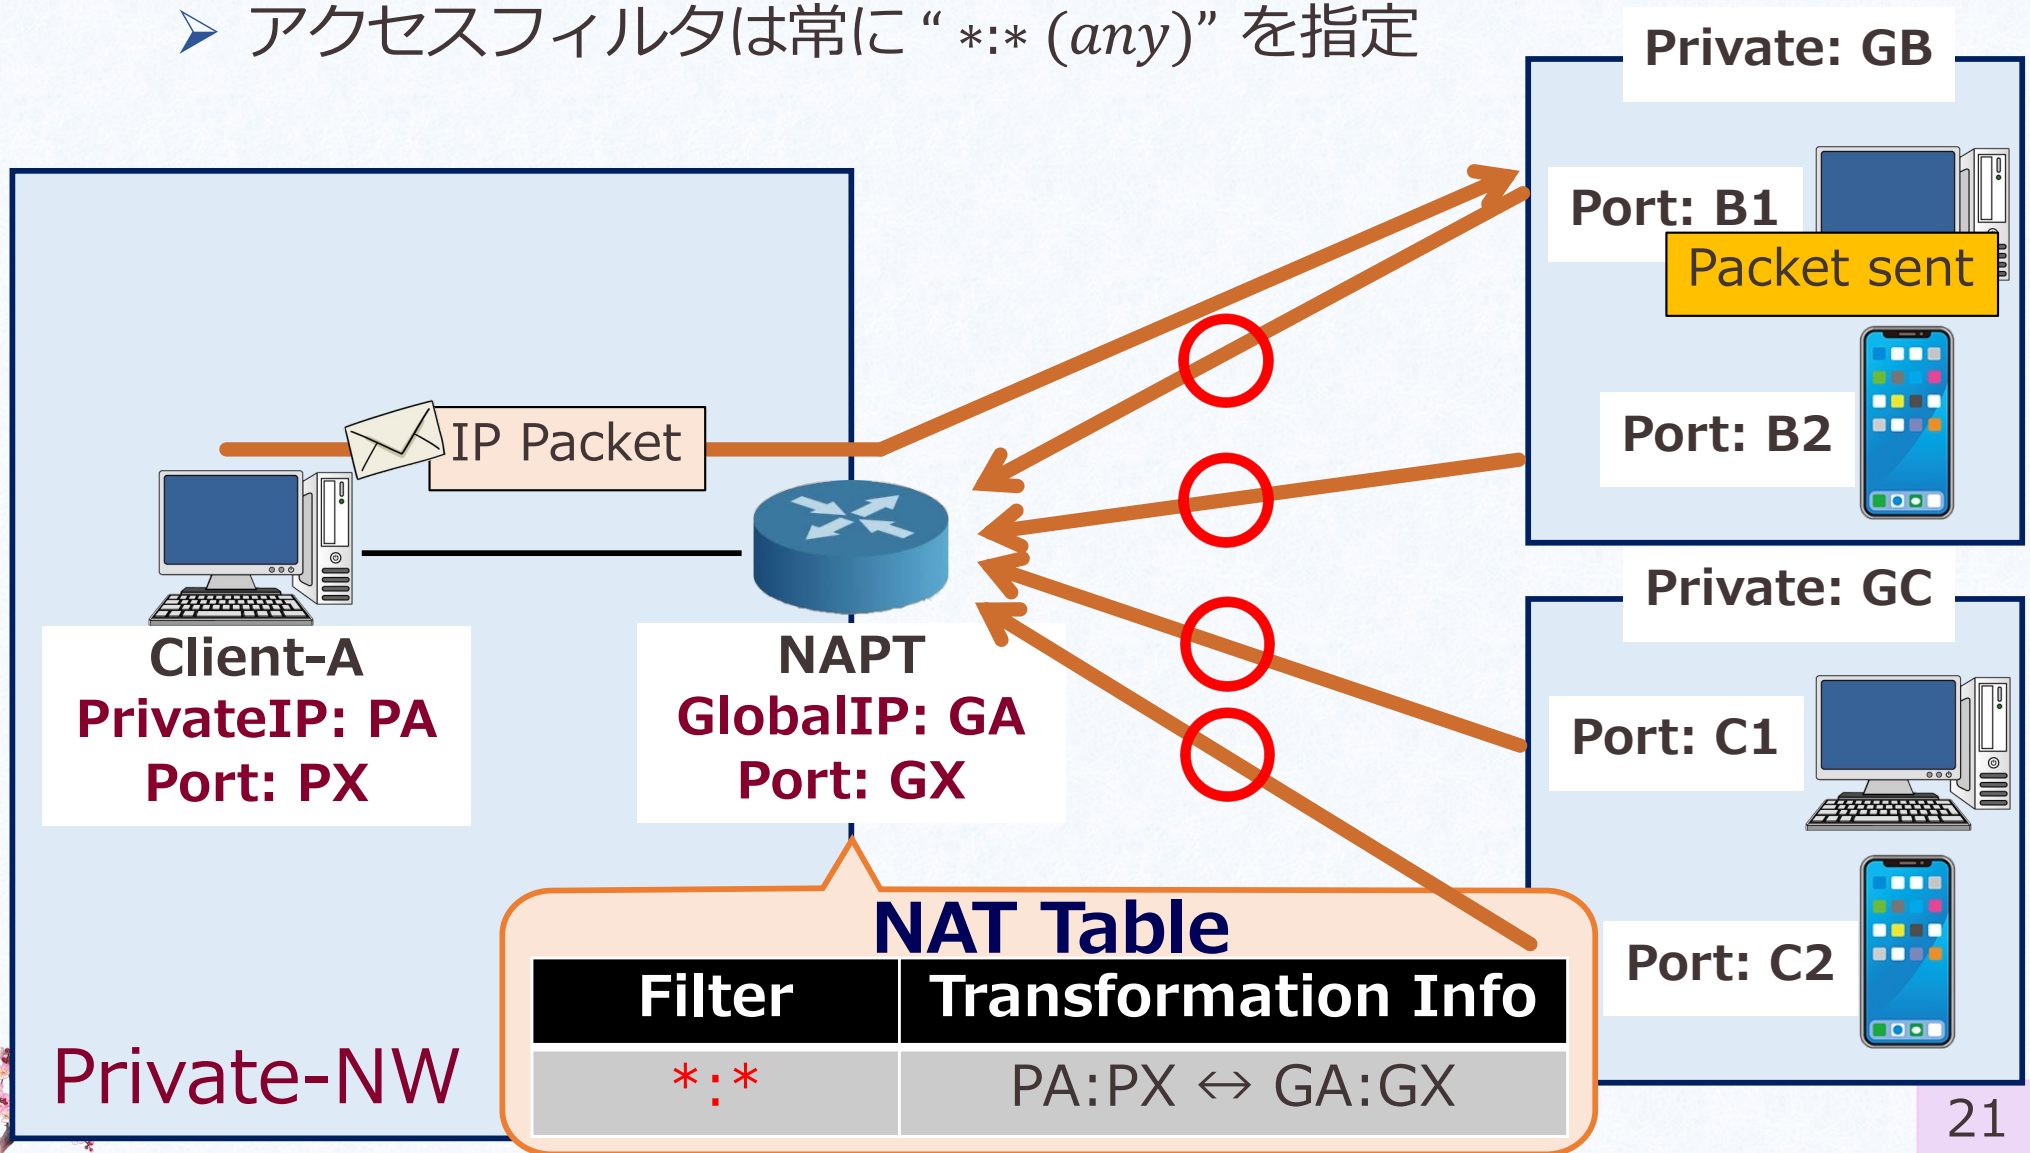 アクセスフィルタは常に “ *:* (any)” を指定
Private: GB
Port: B1
Packet sent
Port: B2
IP Packet
Client-A
PrivateIP: PA
Port: PX
NAPT
GlobalIP: GA
Port: GX
Private: GC
Port: C1
Port: C2
NAT Table
Filter
Transformation Info
*:*
PA:PX ↔ GA:GX
Private-NW
21